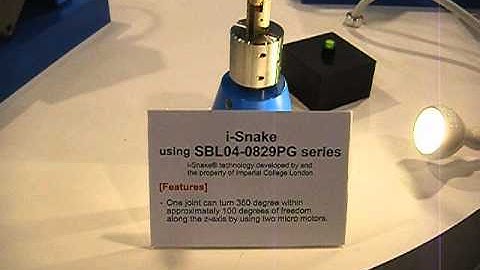 i-Snake
using SBL04-0829PG series
i-Snake® technology developed by and
the property of Imperial College London
[Features]
- One joint can turn 360 degree within
approximataly 100 degrees of freedom
along the z-axis by using two micro motors.